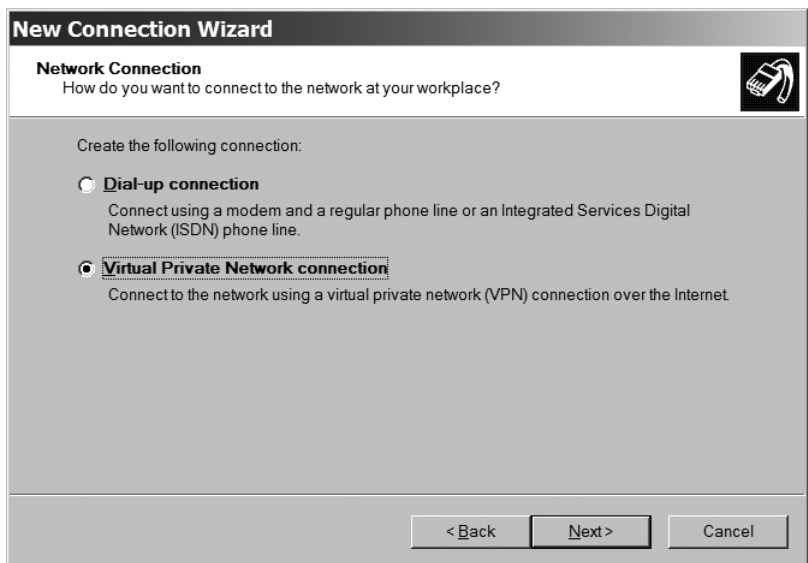 New Connection Wizard
Network Connection
How do you want to connect to the network at your workplace?
Create the following connection:
Dial-up connection
Connect using a modem and a regular phone line or an Integrated Services Digital
Network (ISDN) phone line.
Virtual Private Network connection
Connect to the network using a virtual private network (VPN) connection over the Internet.
< Back
Next >
Cancel